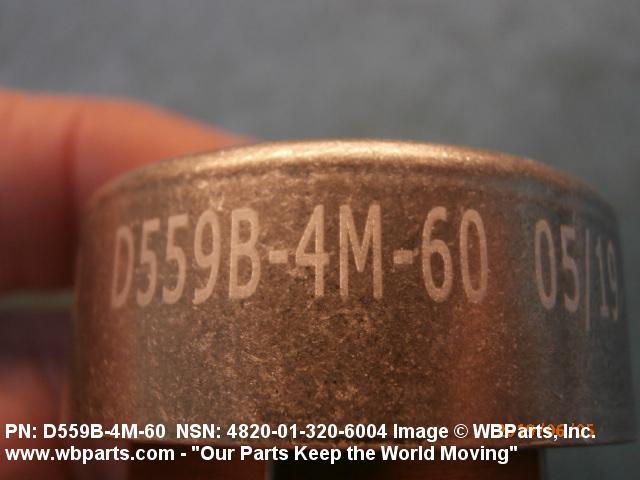 D559B-4M-60 05/19
PN: D559B-4M-60 NSN: 4820-01-320-6004 Image © WBParts, Inc.
www.wbparts.com - "Our Parts Keep the World Moving"